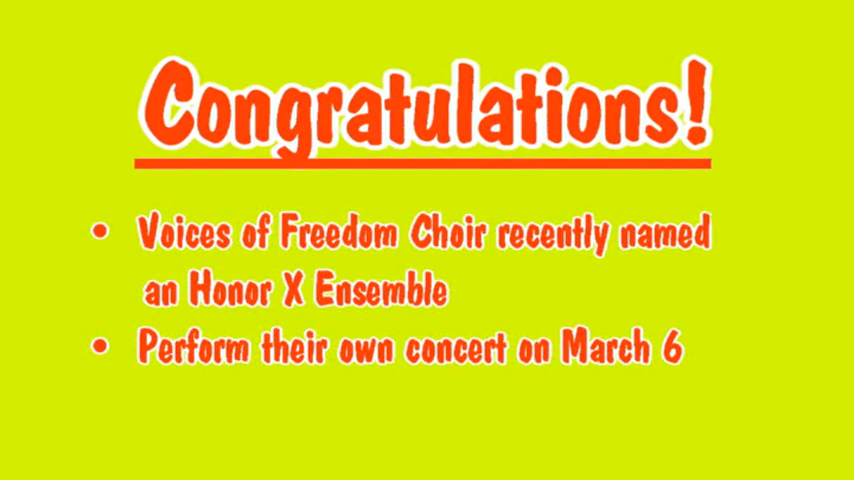 Congratulations!
• Voices of Freedom Choir recently named
an Honor X Ensemble
• Perform their own concert on March 6